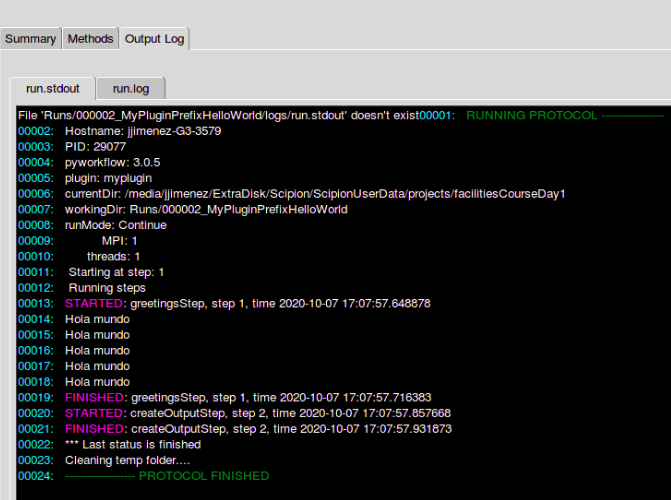 Summary Methods Output Log
run.stdout run.log
File 'Runs/000002_MyPluginPrefixHelloWorld/logs/run.stdout' doesn't exist00001: RUNNING PROTOCOL -----------------
00002: Hostname: jjimenez-G3-3579
00003: PID: 29077
00004: pyworkflow: 3.0.5
00005: plugin: myplugin
00006: currentDir: /media/jjimenez/ExtraDisk/Scipion/ScipionUserData/projects/facilitiesCourseDay1
00007: workingDir: Runs/000002_MyPluginPrefixHelloWorld
00008: runMode: Continue
00009: MPI: 1
00010: threads: 1
00011: Starting at step: 1
00012: Running steps
00013: STARTED: greetingsStep, step 1, time 2020-10-07 17:07:57.648878
00014: Hola mundo
00015: Hola mundo
00016: Hola mundo
00017: Hola mundo
00018: Hola mundo
00019: FINISHED: greetingsStep, step 1, time 2020-10-07 17:07:57.716383
00020: STARTED: createOutputStep, step 2, time 2020-10-07 17:07:57.857668
00021: FINISHED: createOutputStep, step 2, time 2020-10-07 17:07:57.931873
00022: *** Last status is finished
00023: Cleaning temp folder....
00024: ------------------- PROTOCOL FINISHED